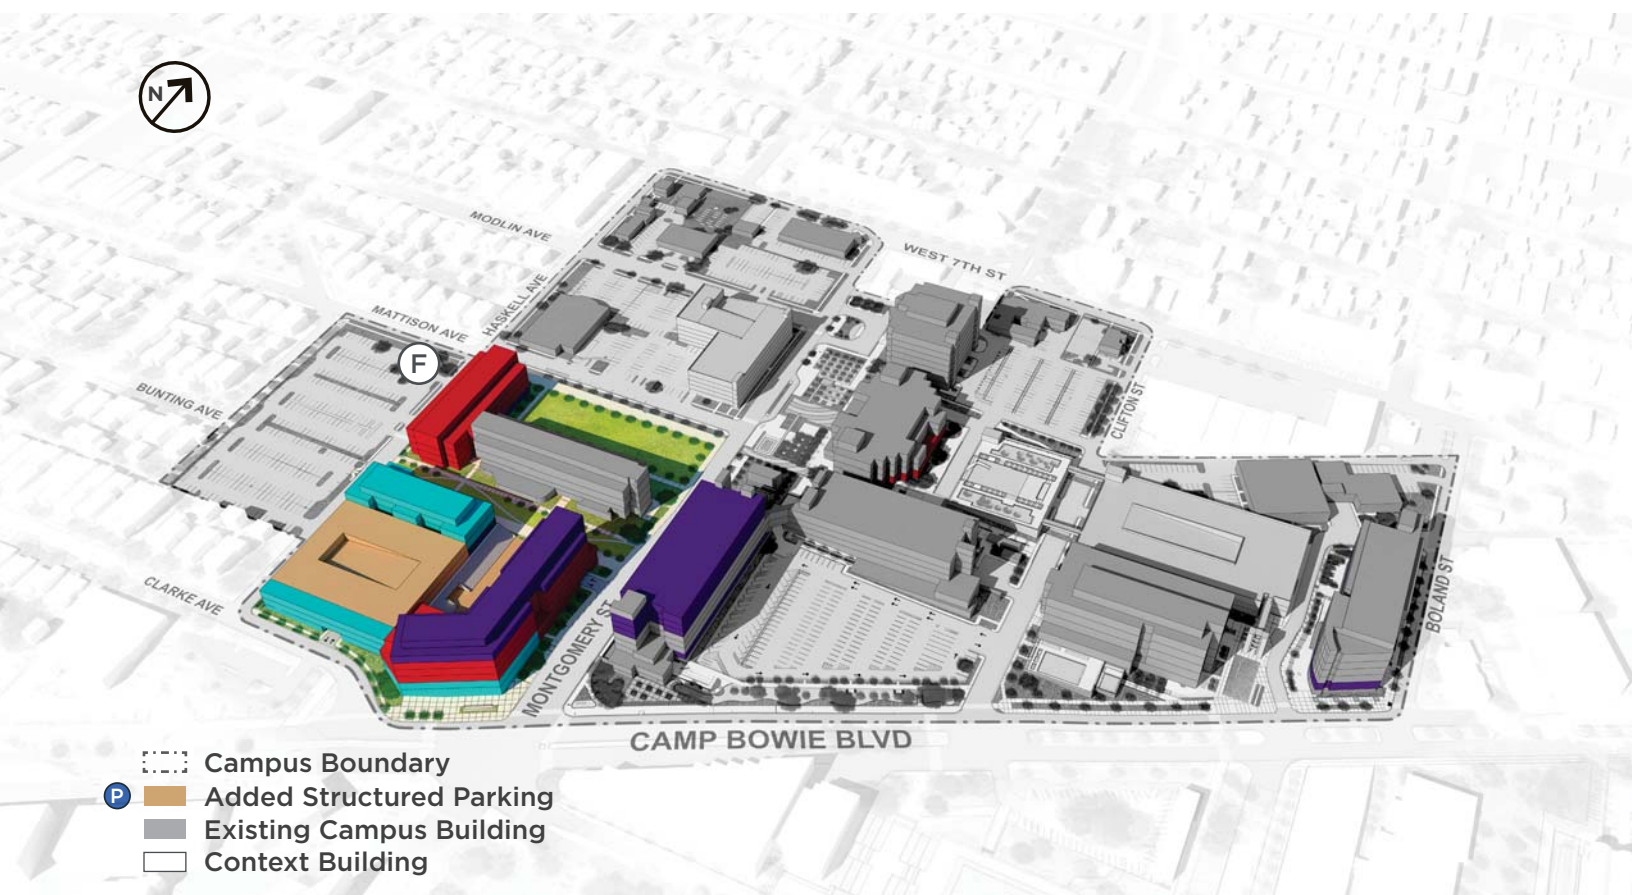 N
MODLIN AVE
WEST 7TH ST
HASKELL AVE
MATTISON AVE
F
BUNTING AVE
CLIFTON ST
CLARKE AVE
BOLAND ST
MONTGOMERY ST
CAMP BOWIE BLVD
Campus Boundary
P Added Structured Parking
Existing Campus Building
Context Building